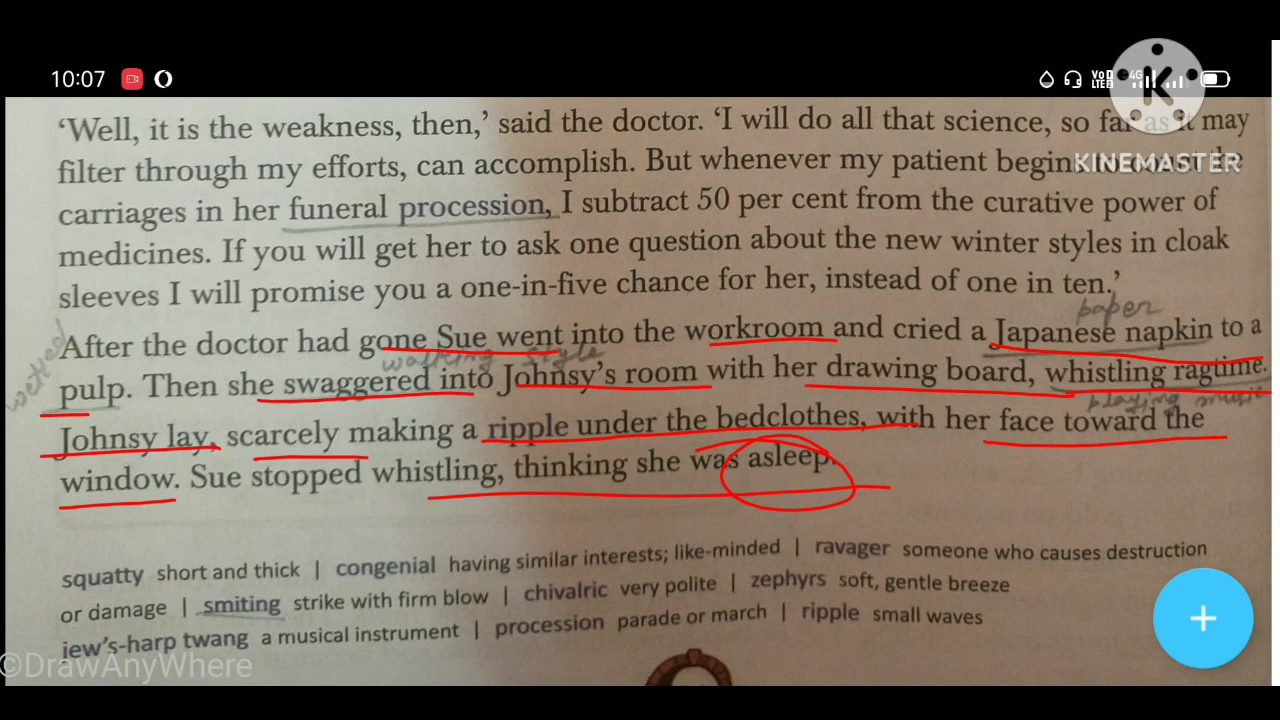 10:07
VoD LTE2 4G
K
KINEMASTER
‘Well, it is the weakness, then,’ said the doctor. ‘I will do all that science, so far as it may
filter through my efforts, can accomplish. But whenever my patient begins
carriages in her funeral procession, I subtract 50 per cent from the curative power of
medicines. If you will get her to ask one question about the new winter styles in cloak
sleeves I will promise you a one-in-five chance for her, instead of one in ten.’
paper
After the doctor had gone Sue went into the workroom and cried a Japanese napkin to a
wetted
walking style
pulp. Then she swaggered into Johnsy’s room with her drawing board, whistling ragtime.
playing music
Johnsy lay, scarcely making a ripple under the bedclothes, with her face toward the
window. Sue stopped whistling, thinking she was asleep.
squatty short and thick | congenial having similar interests; like-minded | ravager someone who causes destruction
or damage | smiting strike with firm blow | chivalric very polite | zephyrs soft, gentle breeze
jew’s-harp twang a musical instrument | procession parade or march | ripple small waves
©DrawAnyWhere